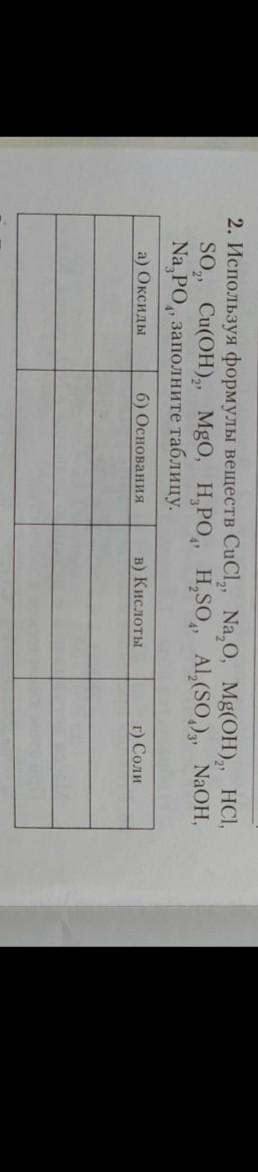 2. Используя формулы веществ CuCl₂, Na₂O, Mg(OH)₂, HCl,
SO₂, Cu(OH)₂, MgO, H₃PO₄, H₂SO₄, Al₂(SO₄)₃, NaOH,
Na₃PO₄, заполните таблицу.
а) Оксиды б) Основания в) Кислоты г) Соли